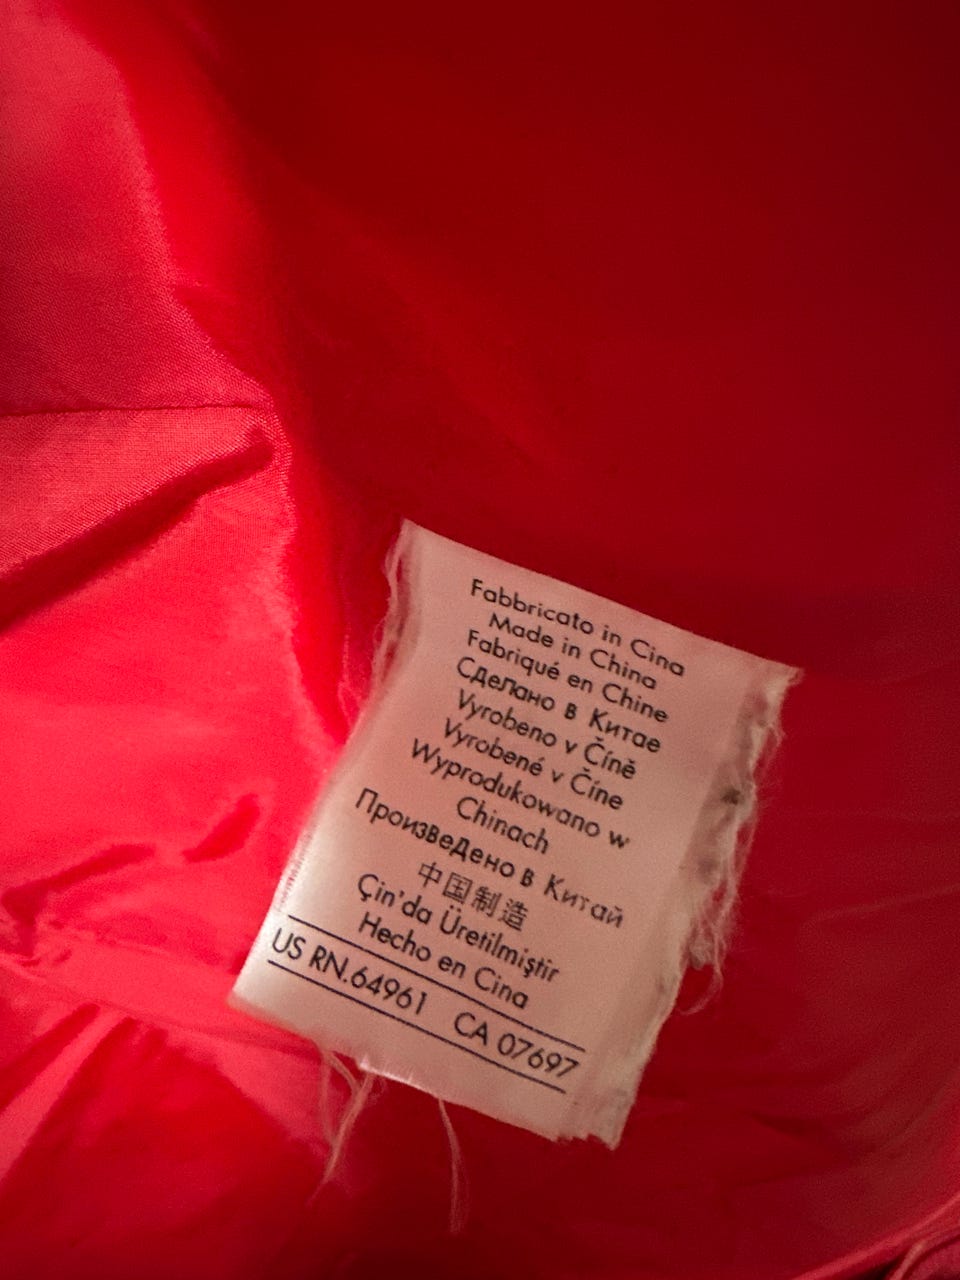 Fabbricato in Cina
Made in China
Fabriqué en Chine
Сделано в Китае
Vyrobeno v Číně
Vyrobené v Číne
Wyprodukowano w
Chinach
Произведено в Китай
中国制造
Çin'da Üretilmiştir
Hecho en Cina
US RN.64961 CA 07697